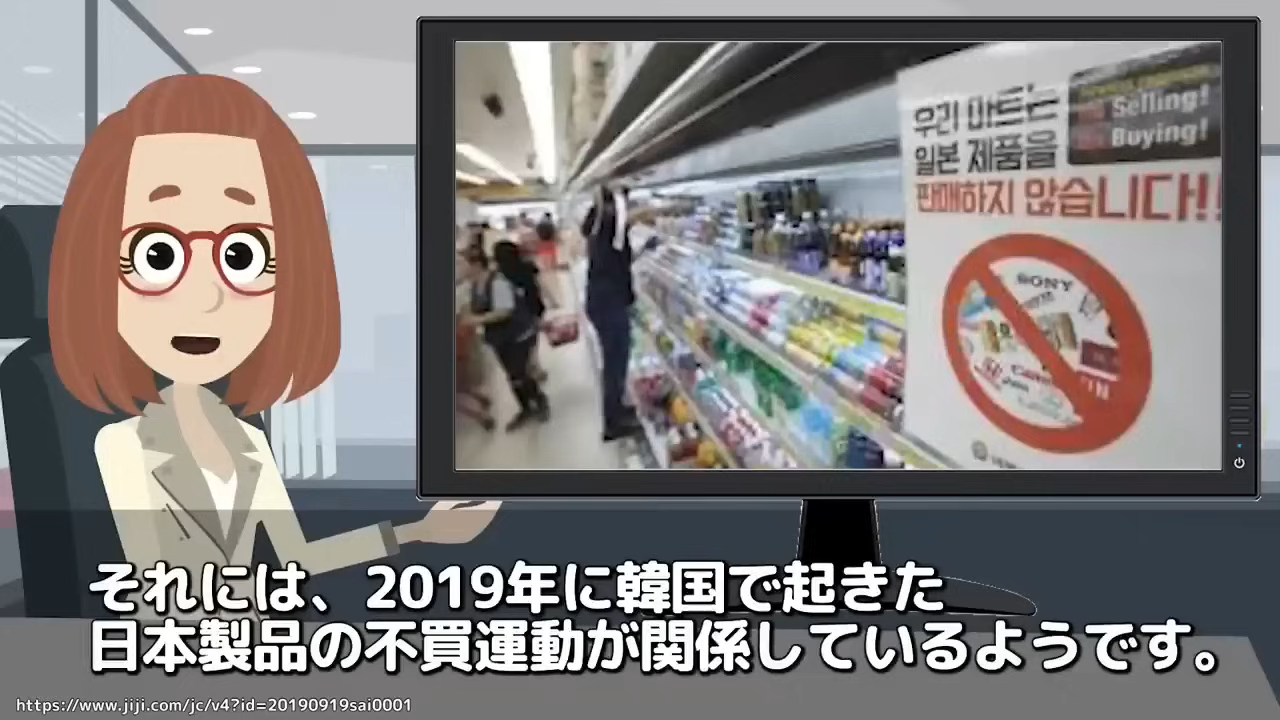 우리 마트는
일본 제품을
판매하지 않습니다!!
Selling!
Buying!
SONY
それには、2019年に韓国で起きた
日本製品の不買運動が関係しているようです。
https://www.jiji.com/jc/v4?id=20190919sai0001